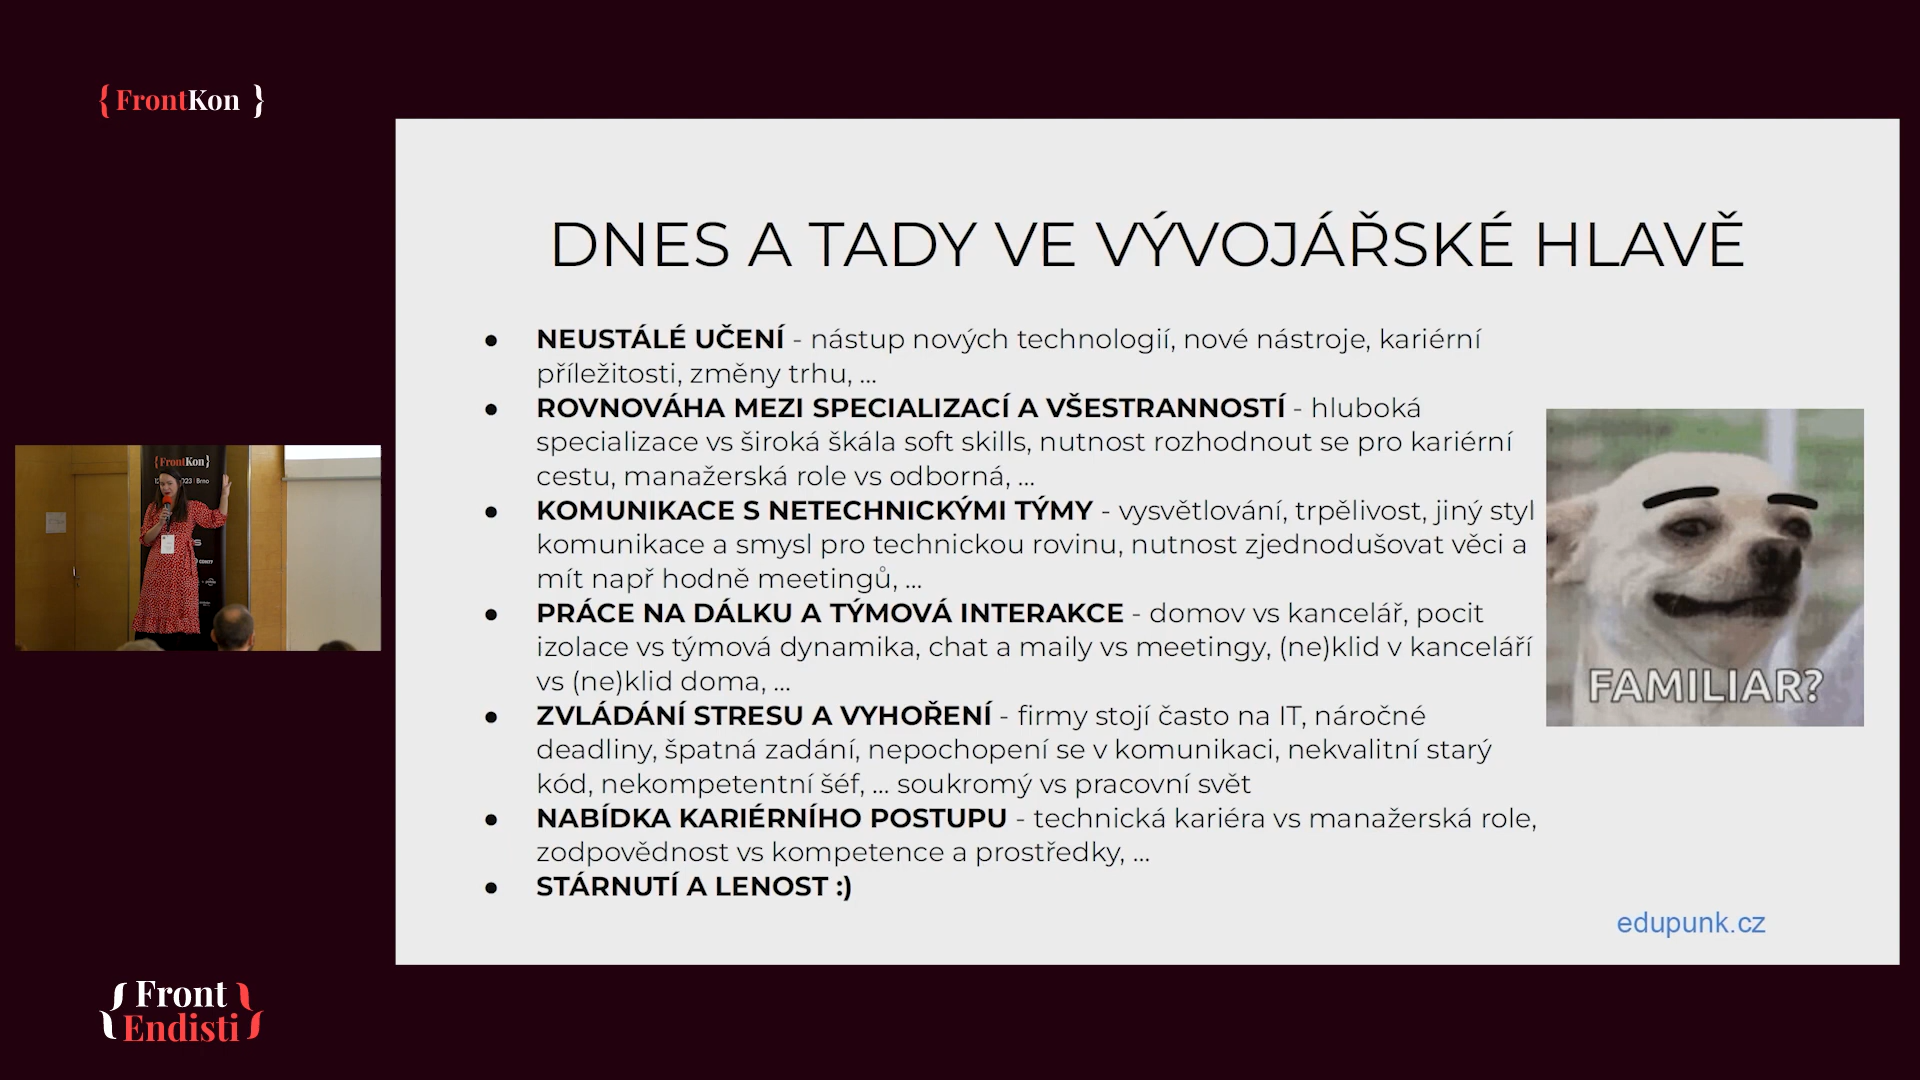 { FrontKon }
DNES A TADY VE VÝVOJÁŘSKÉ HLAVĚ
● NEUSTÁLÉ UČENÍ - nástup nových technologií, nové nástroje, kariérní
příležitosti, změny trhu, ...
● ROVNOVÁHA MEZI SPECIALIZACÍ A VŠESTRANNOSTÍ - hluboká
specializace vs široká škála soft skills, nutnost rozhodnout se pro kariérní
cestu, manažerská role vs odborná, ...
● KOMUNIKACE S NETECHNICKÝMI TÝMY - vysvětlování, trpělivost, jiný styl
komunikace a smysl pro technickou rovinu, nutnost zjednodušovat věci a
mít např hodně meetingů, ...
● PRÁCE NA DÁLKU A TÝMOVÁ INTERAKCE - domov vs kancelář, pocit
izolace vs týmová dynamika, chat a maily vs meetingy, (ne)klid v kanceláří
vs (ne)klid doma, ...
● ZVLÁDÁNÍ STRESU A VYHOŘENÍ - firmy stojí často na IT, náročné
deadliny, špatná zadání, nepochopení se v komunikaci, nekvalitní starý
kód, nekompetentní šéf, ... soukromý vs pracovní svět
● NABÍDKA KARIÉRNÍHO POSTUPU - technická kariéra vs manažerská role,
zodpovědnost vs kompetence a prostředky, ...
● STÁRNUTÍ A LENOST :)
FAMILIAR?
edupunk.cz
{FrontKon}
2023 | Brno
{ Front }
{ Endisti }